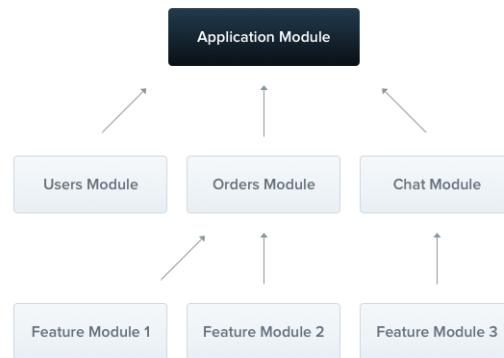 Application Module
Users Module
Orders Module
Chat Module
Feature Module 1
Feature Module 2
Feature Module 3